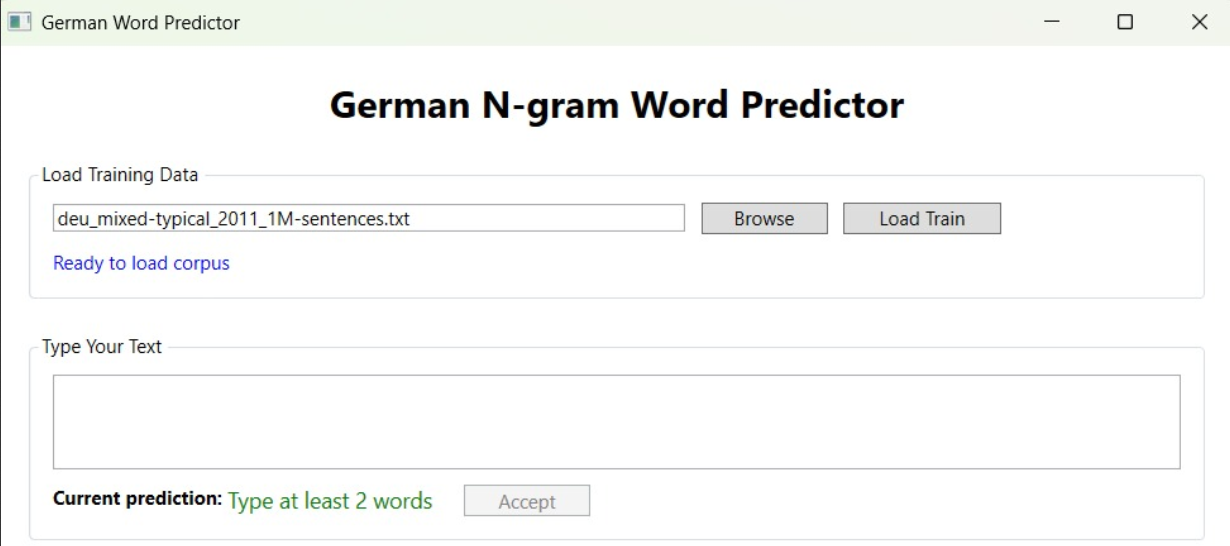 German Word Predictor
German N-gram Word Predictor
Load Training Data
deu_mixed-typical_2011_1M-sentences.txt Browse Load Train
Ready to load corpus
Type Your Text
Current prediction: Type at least 2 words Accept